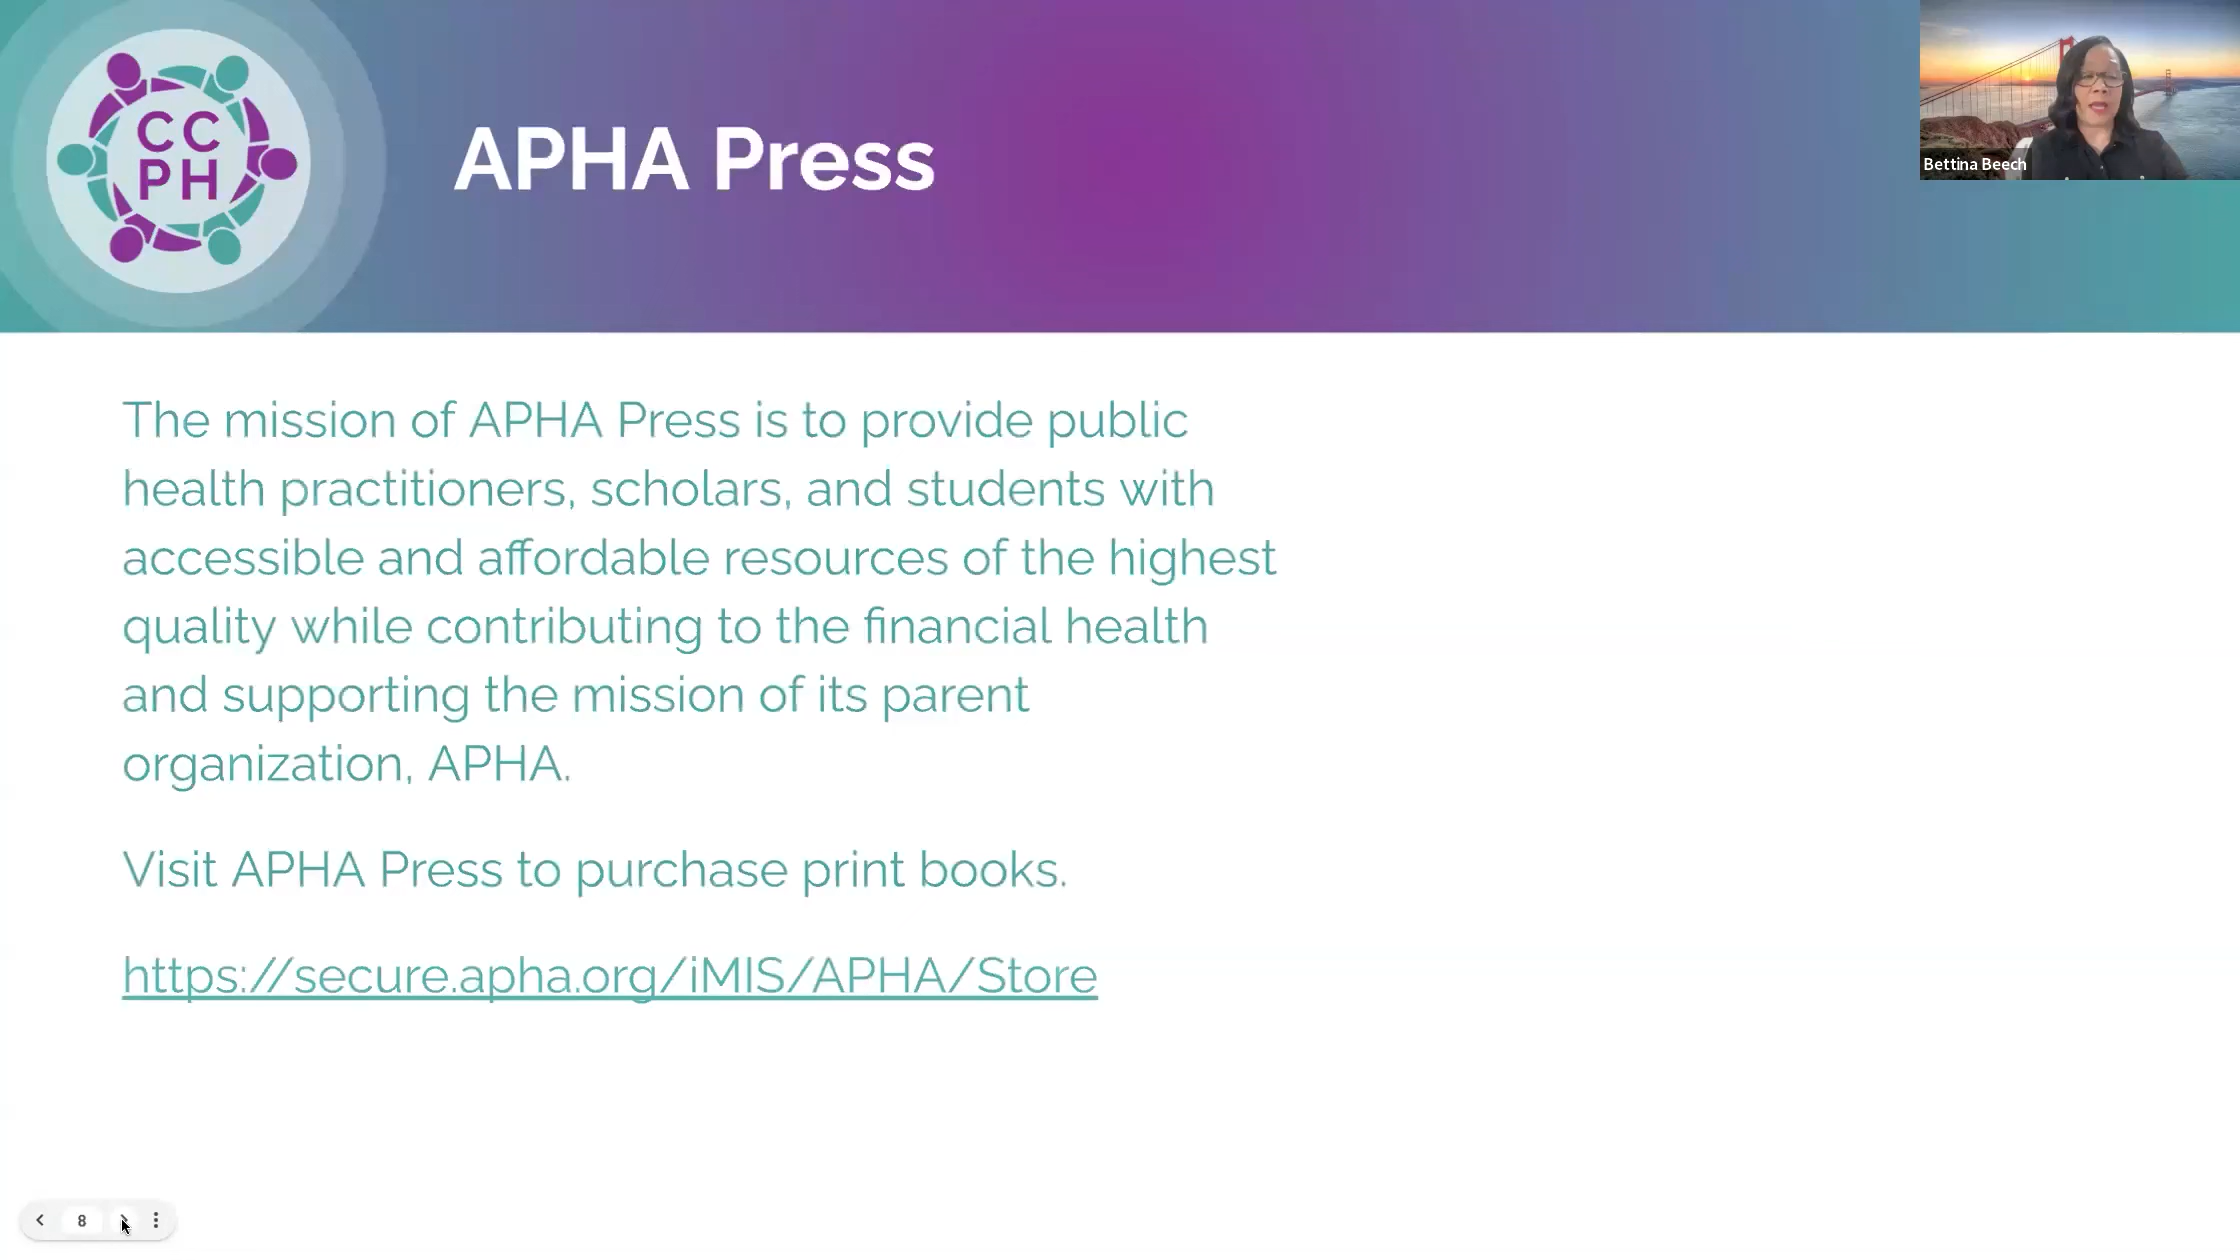 CC
PH
APHA Press
Bettina Beech
The mission of APHA Press is to provide public
health practitioners, scholars, and students with
accessible and affordable resources of the highest
quality while contributing to the financial health
and supporting the mission of its parent
organization, APHA.
Visit APHA Press to purchase print books.
https://secure.apha.org/iMIS/APHA/Store
8